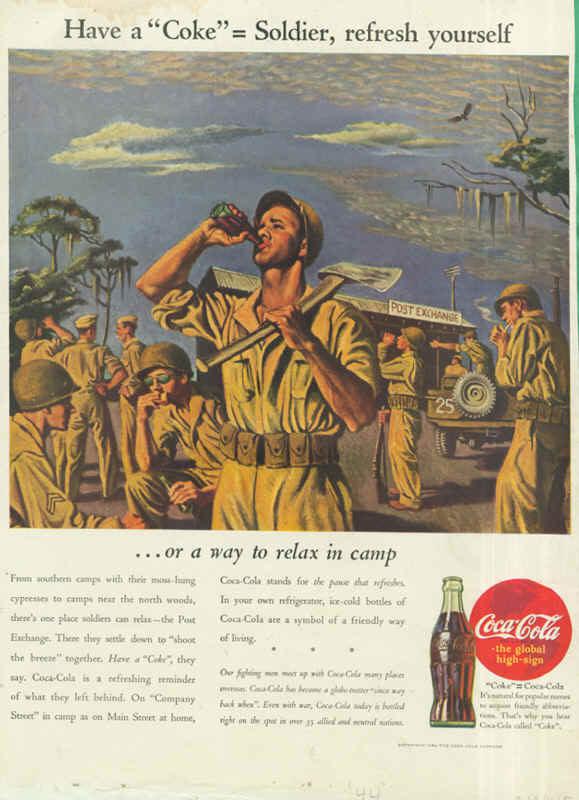 Have a "Coke" = Soldier, refresh yourself
POST EXCHANGE
25
...or a way to relax in camp
From southern camps with their moss-hung
cypresses to camps near the north woods,
there's one place soldiers can relax—the Post
Exchange. There they settle down to "shoot
the breeze" together. Have a "Coke", they
say. Coca-Cola is a refreshing reminder
of what they left behind. On "Company
Street" in camp as on Main Street at home,
Coca-Cola stands for the pause that refreshes.
In your own refrigerator, ice-cold bottles of
Coca-Cola are a symbol of a friendly way
of living.
* * *
Our fighting men meet up with Coca-Cola many places
overseas. Coca-Cola has become a globe-trotter "since way
back when". Even with war, Coca-Cola today is bottled
right on the spot in over 35 allied and neutral nations.
Coca-Cola
Coca-Cola
-the global
high-sign
"Coke" = Coca-Cola
It's natural for popular names
to acquire friendly abbrevia-
tions. That's why you hear
Coca-Cola called "Coke".
THE COCA-COLA COMPANY
'44